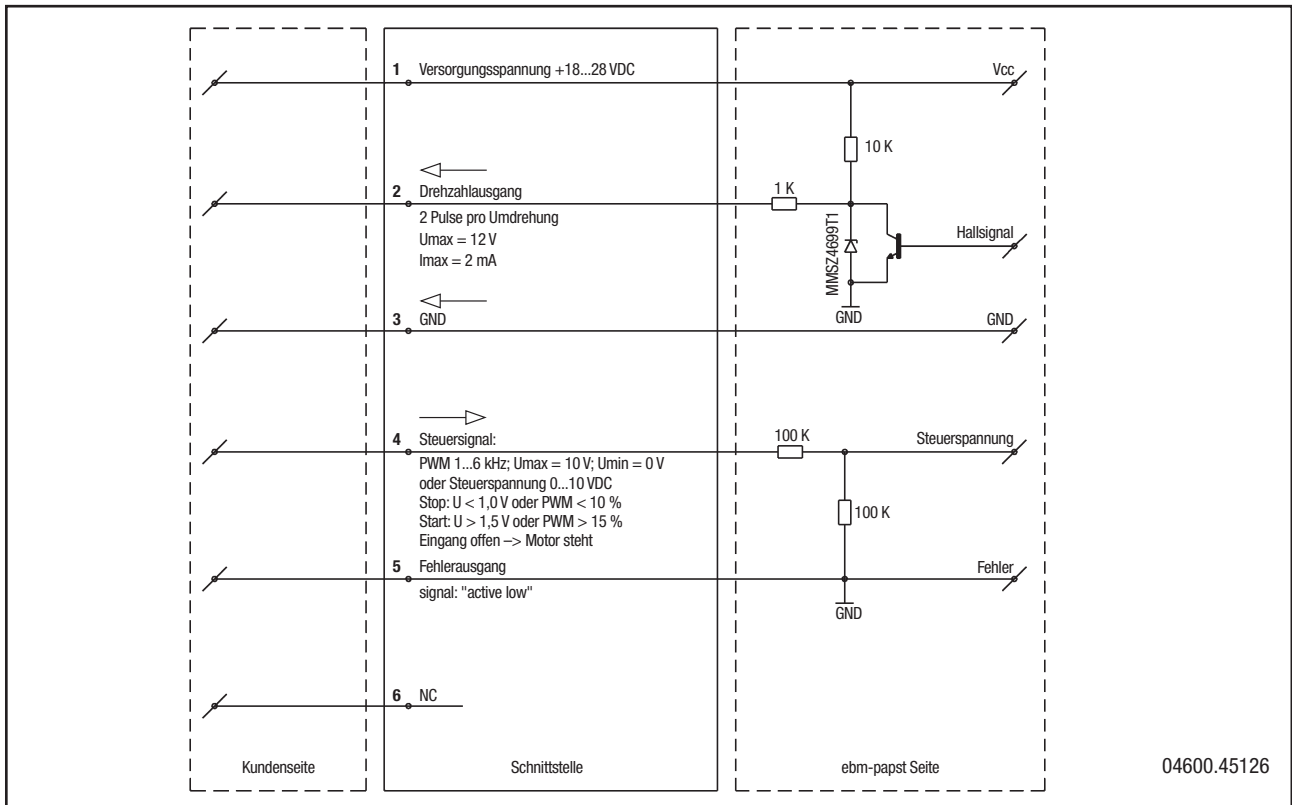 1 Versorgungsspannung +18...28 VDC
Vcc
10 K
2 Drehzahlausgang
1 K
2 Pulse pro Umdrehung
Umax = 12 V
Imax = 2 mA
MMSZ4699T1
Hallsignal
GND
3 GND
GND
4 Steuersignal:
100 K
Steuerspannung
PWM 1...6 kHz; Umax = 10 V; Umin = 0 V
oder Steuerspannung 0...10 VDC
Stop: U < 1,0 V oder PWM < 10 %
Start: U > 1,5 V oder PWM > 15 %
Eingang offen –> Motor steht
100 K
5 Fehlerausgang
Fehler
signal: "active low"
GND
6 NC
Kundenseite
Schnittstelle
ebm-papst Seite
04600.45126